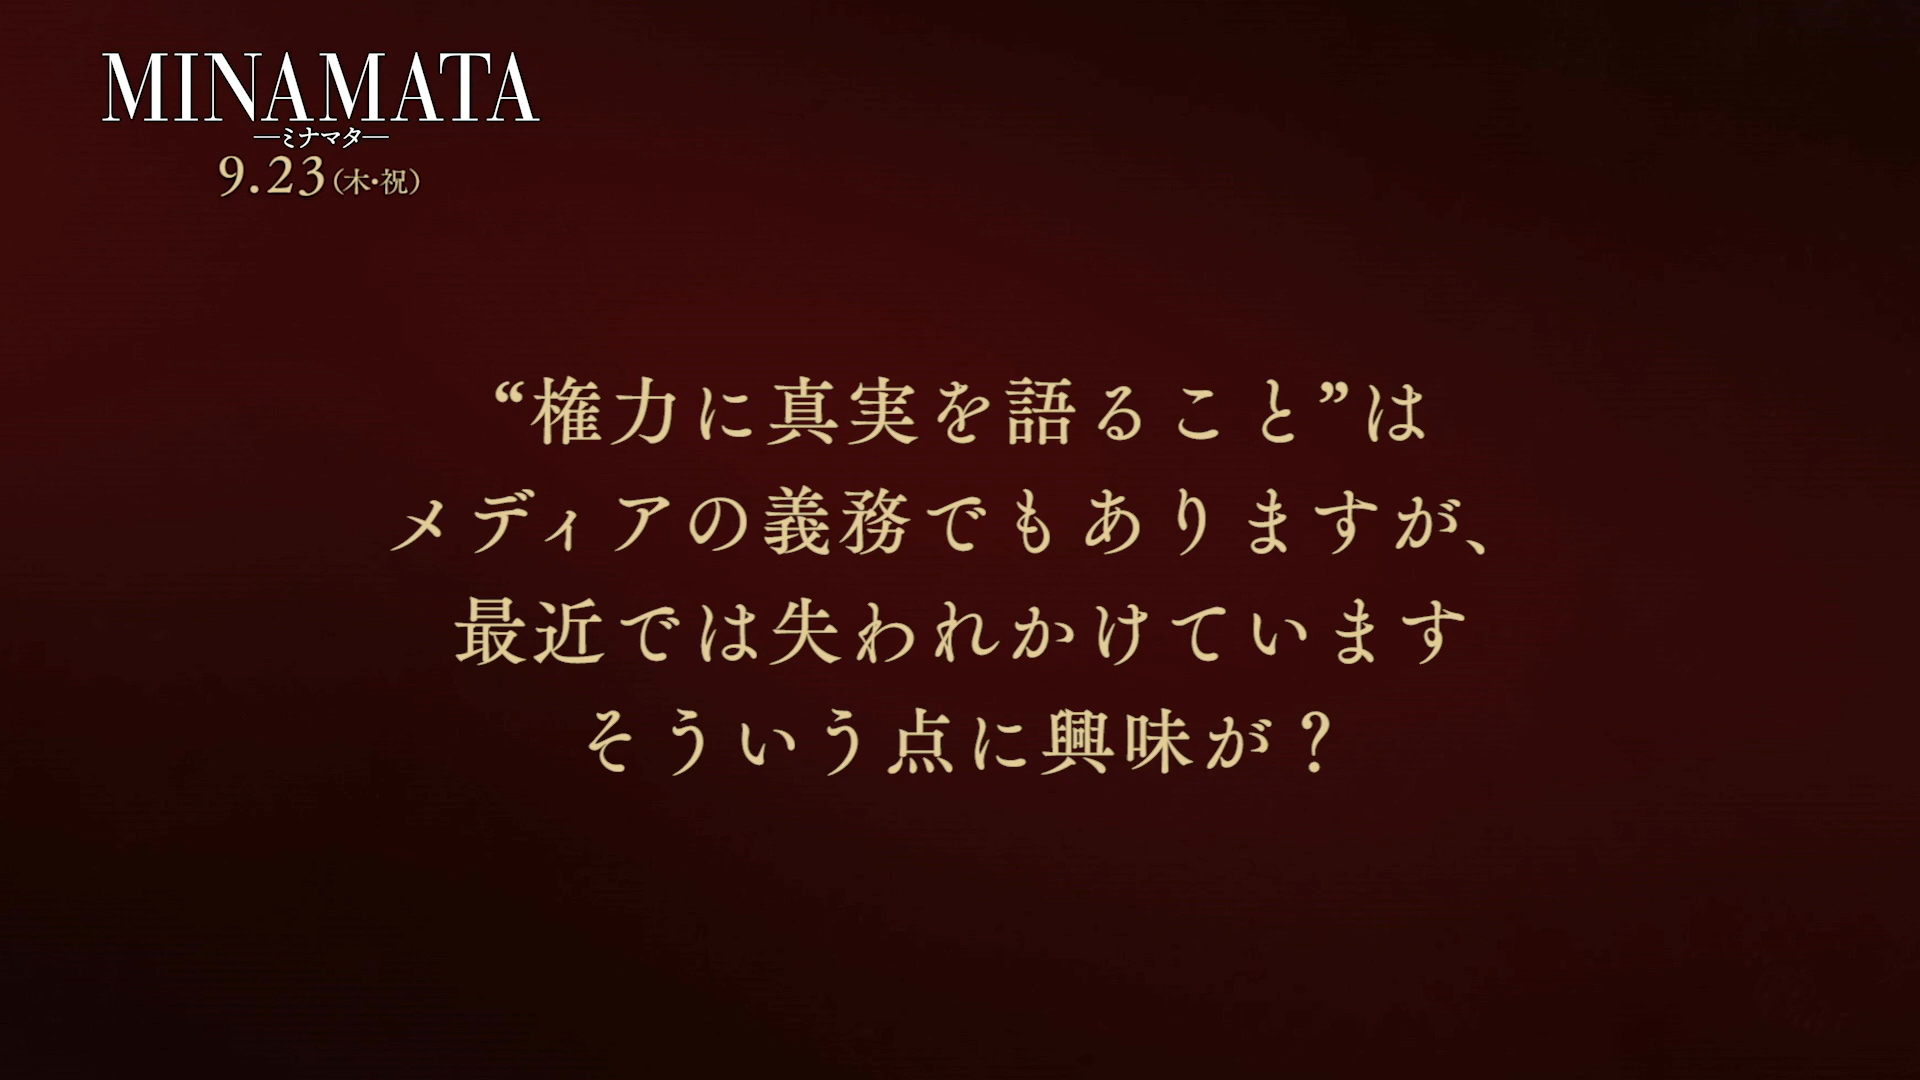 MINAMATA
―ミナマタ―
9.23(木・祝)
“権力に真実を語ること”は
メディアの義務でもありますが、
最近では失われかけています
そういう点に興味が？